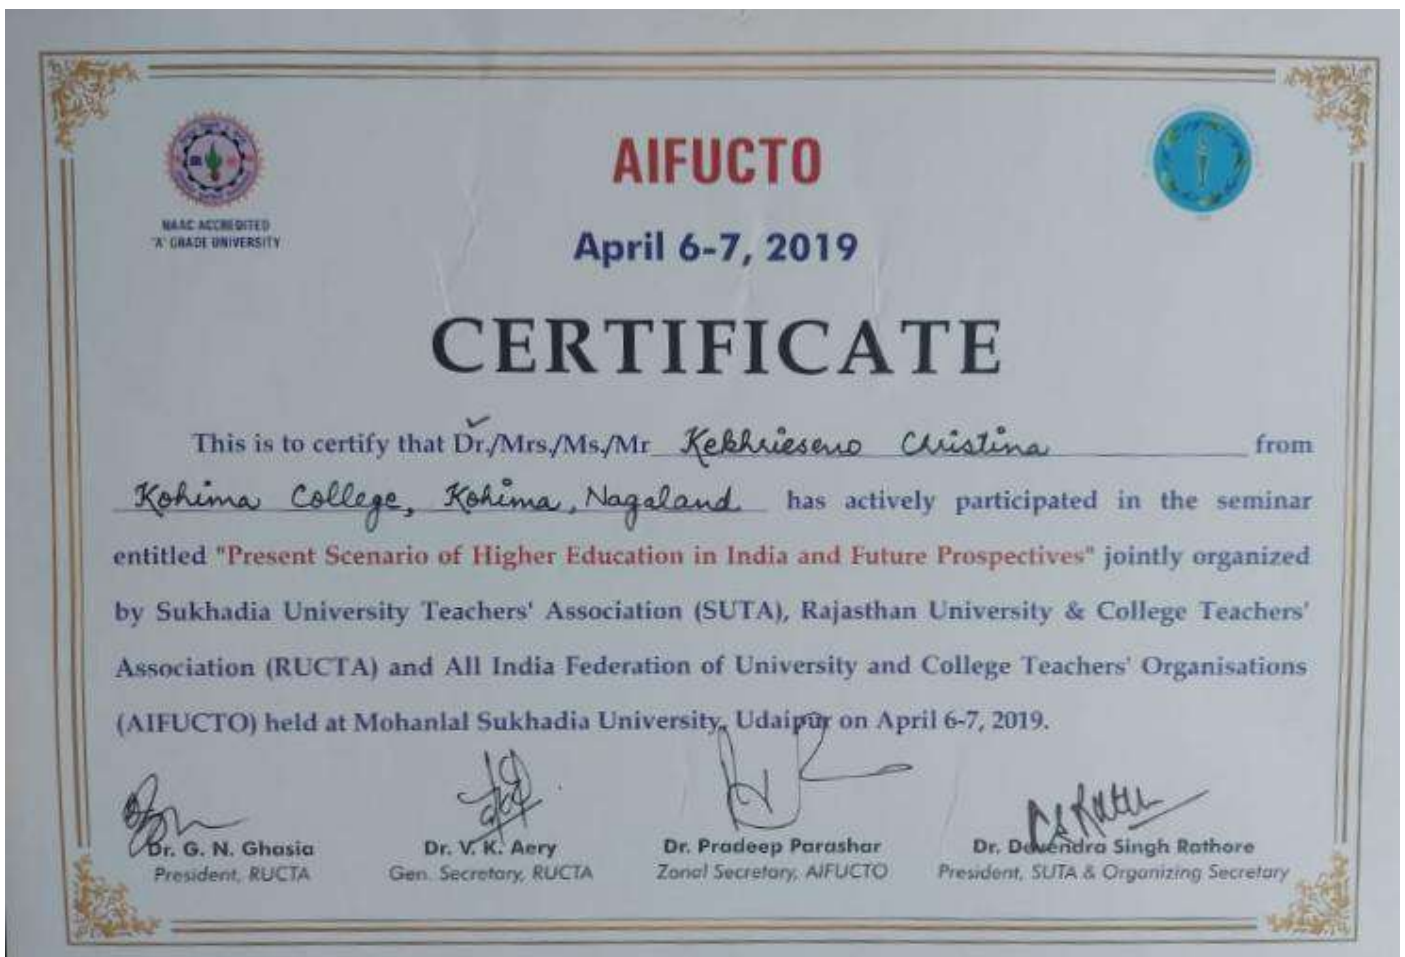 AIFUCTO
NAAC ACCREDITED
'A' GRADE UNIVERSITY
April 6-7, 2019
CERTIFICATE
This is to certify that Dr./Mrs./Ms./Mr Kekhrieseno Christina from
Kohima College, Kohima, Nagaland has actively participated in the seminar
entitled "Present Scenario of Higher Education in India and Future Prospectives" jointly organized
by Sukhadia University Teachers' Association (SUTA), Rajasthan University & College Teachers'
Association (RUCTA) and All India Federation of University and College Teachers' Organisations
(AIFUCTO) held at Mohanlal Sukhadia University, Udaipur on April 6-7, 2019.
Dr. G. N. Ghasia Dr. V. K. Aery Dr. Pradeep Parashar Dr. Devendra Singh Rathore
President, RUCTA Gen. Secretary, RUCTA Zonal Secretary, AIFUCTO President, SUTA & Organizing Secretary